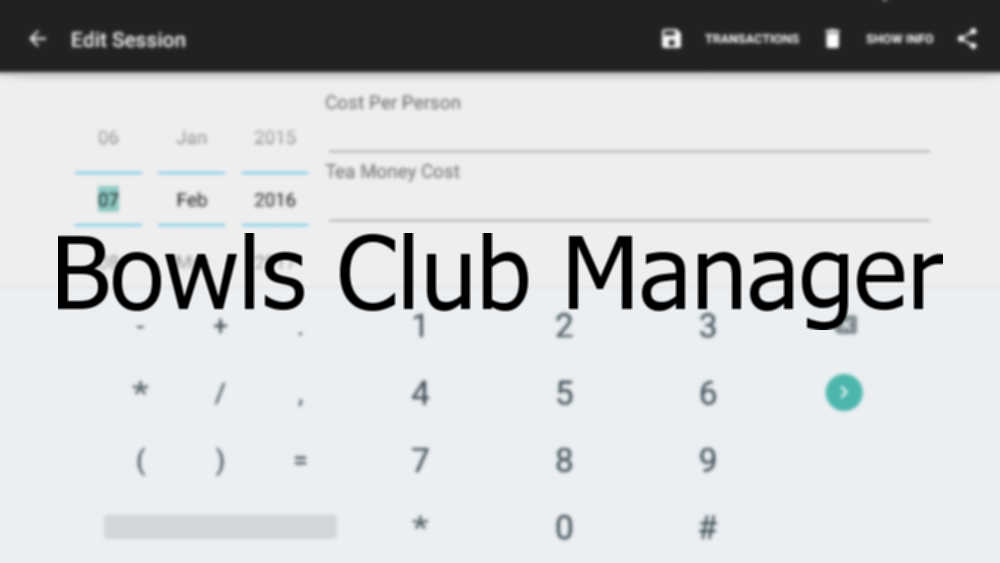 Edit Session
TRANSACTIONS
SHOW INFO
Cost Per Person
06 Jan 2015
Tea Money Cost
07 Feb 2016
Bowls Club Manager
- + . 1 2 3
* / , 4 5 6
( ) = 7 8 9
* 0 #